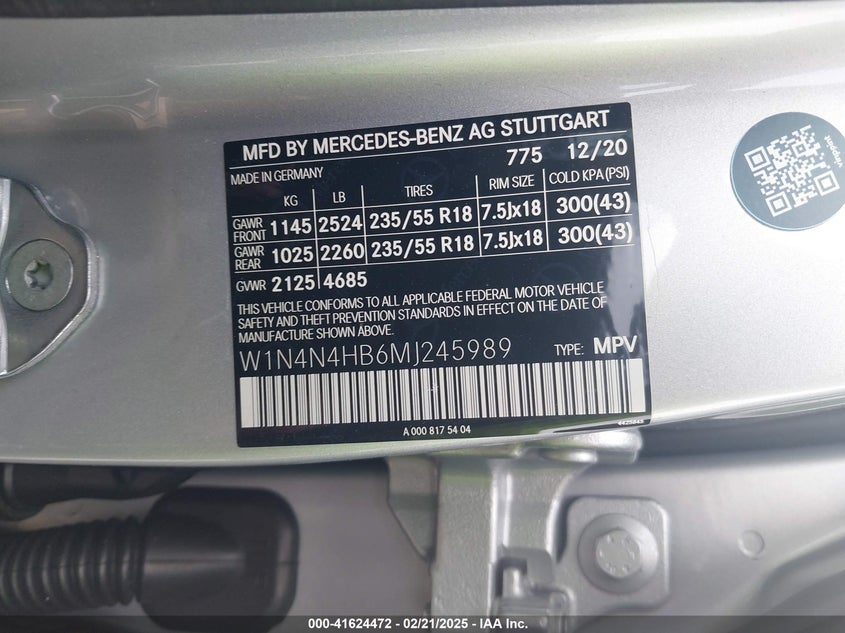 MFD BY MERCEDES-BENZ AG STUTTGART
775 12/20
MADE IN GERMANY
KG LB TIRES RIM SIZE COLD KPA(PSI)
GAWR FRONT 1145 2524 235/55 R18 7.5Jx18 300(43)
GAWR REAR 1025 2260 235/55 R18 7.5Jx18 300(43)
GVWR 2125 4685
THIS VEHICLE CONFORMS TO ALL APPLICABLE FEDERAL MOTOR VEHICLE
SAFETY AND THEFT PREVENTION STANDARDS IN EFFECT ON THE DATE OF
MANUFACTURE SHOWN ABOVE.
W1N4N4HB6MJ245989 TYPE: MPV
A 000 817 54 04
000-41624472 / 02/21/2025 / IAA Inc.